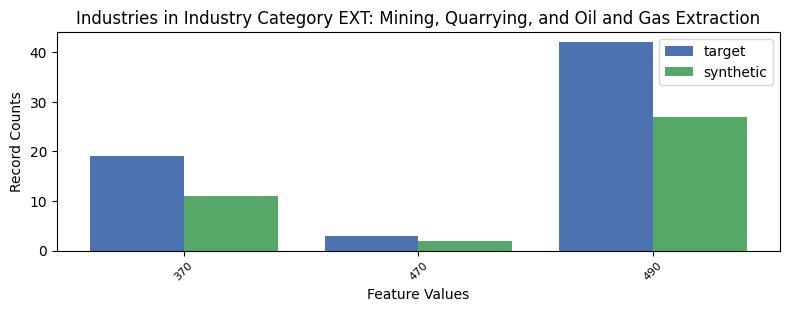 Industries in Industry Category EXT: Mining, Quarrying, and Oil and Gas Extraction
target
synthetic
Record Counts
40
30
20
10
0
370
470
490
Feature Values